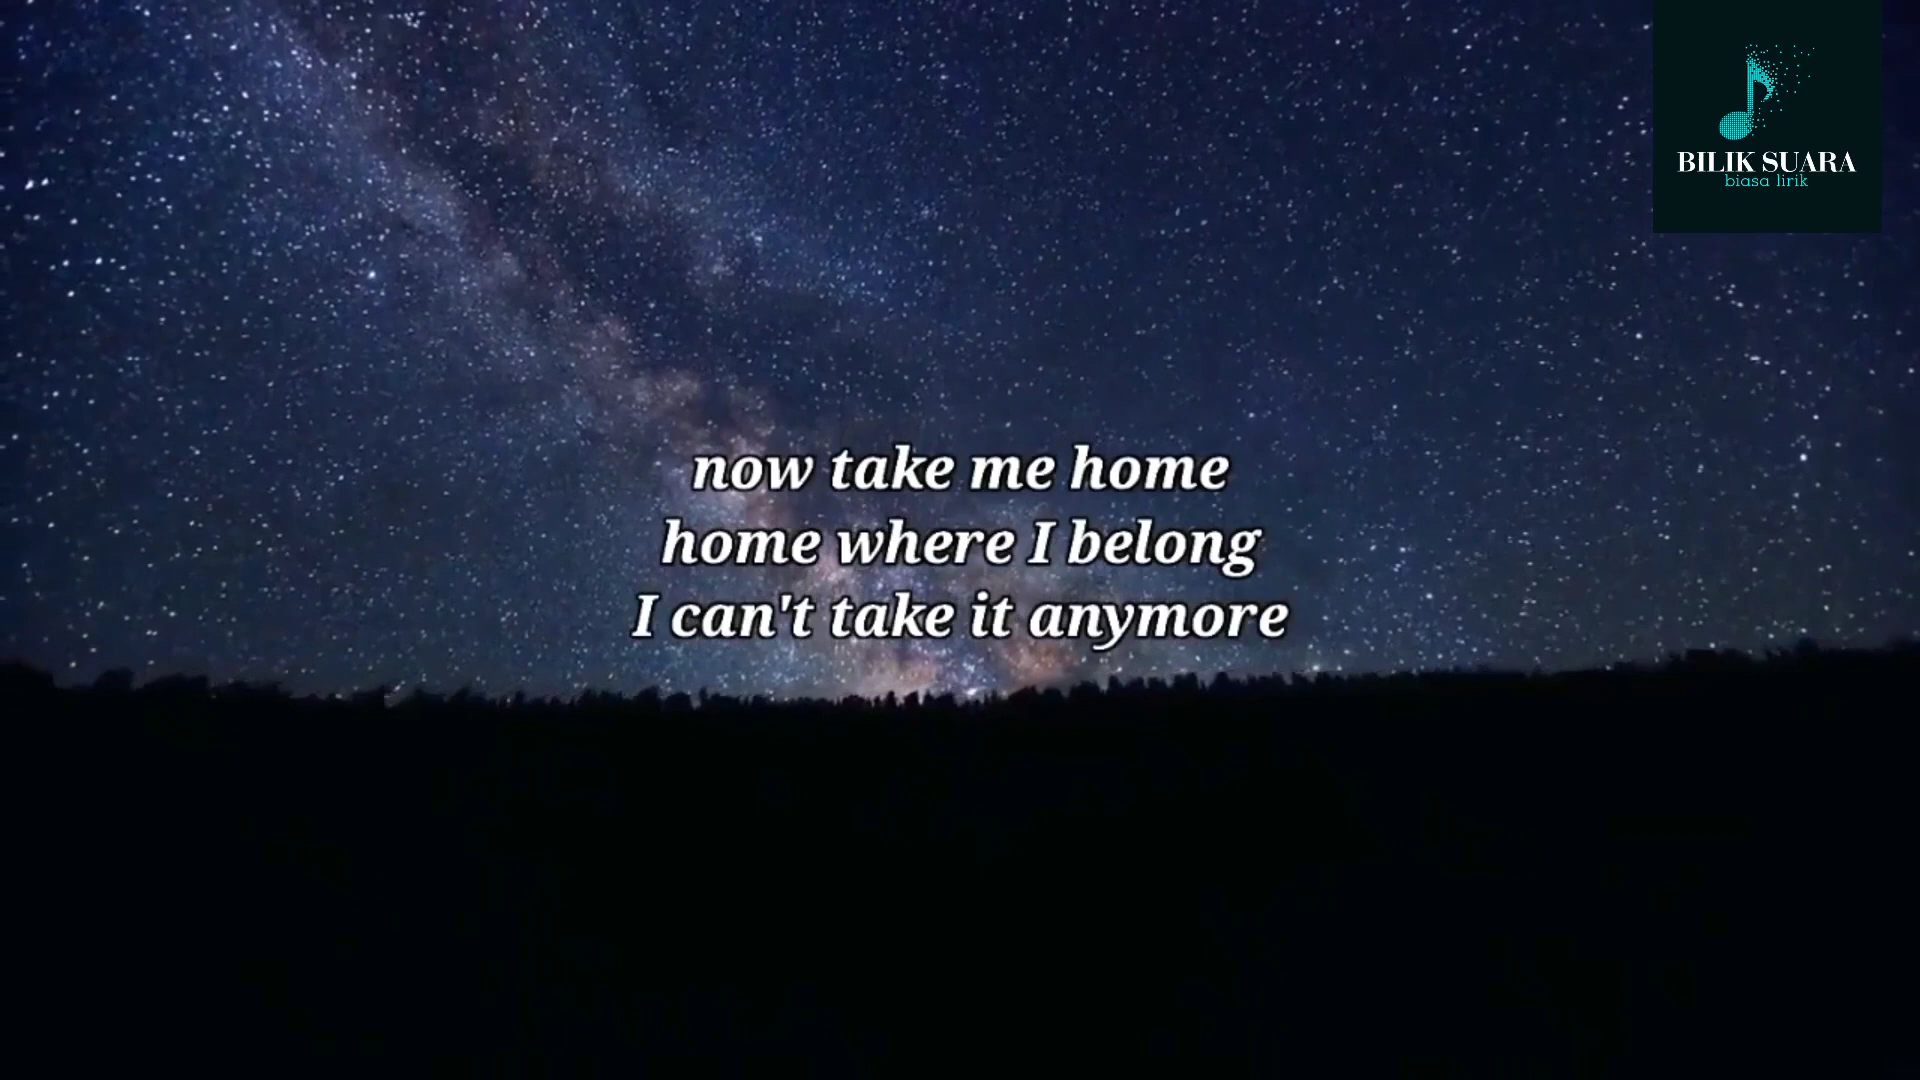 BILIK SUARA
biasa lirik
now take me home
home where I belong
I can't take it anymore